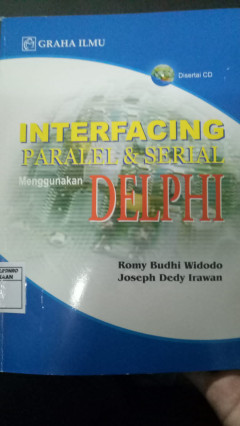 GRAHA ILMU
Disertai CD
INTERFACING
PARALEL & SERIAL
Menggunakan
DELPHI
Romy Budhi Widodo
Joseph Dedy Irawan